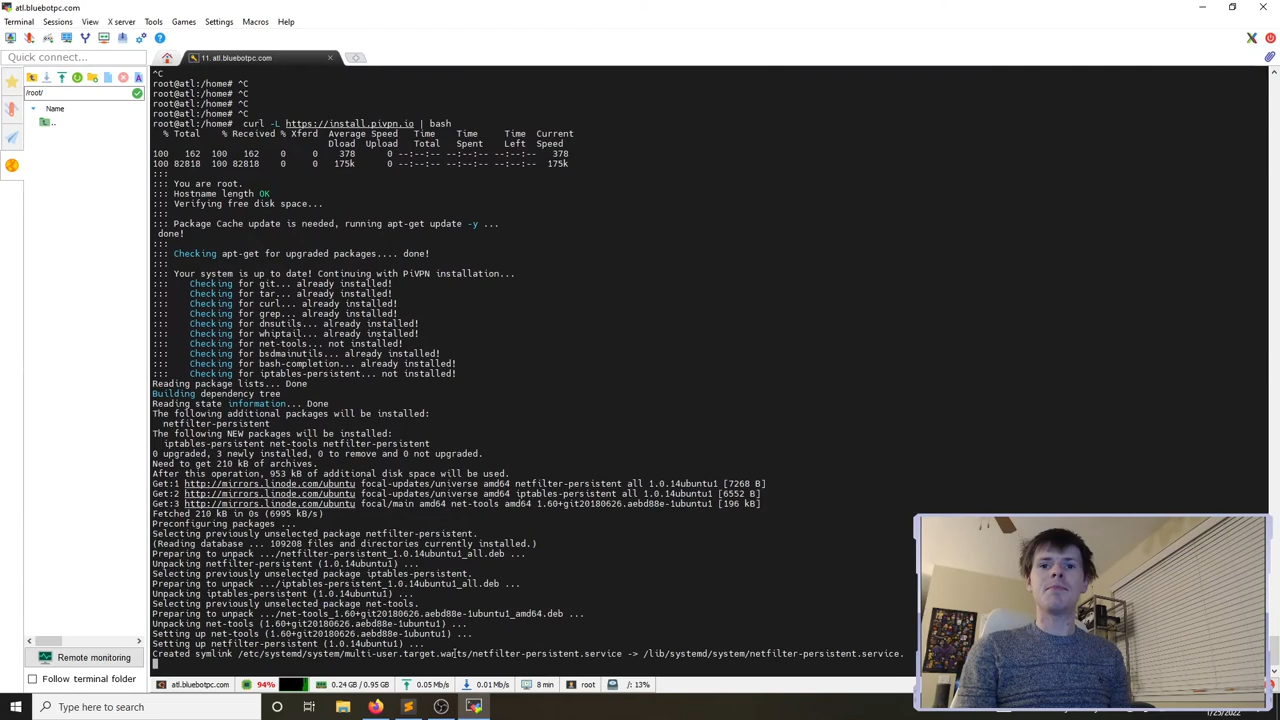 atl.bluebotpc.com
Terminal Sessions View X server Tools Games Settings Macros Help
Quick connect...
11. atl.bluebotpc.com
/root/
Name
..
^C
root@atl:/home# ^C
root@atl:/home# ^C
root@atl:/home# ^C
root@atl:/home# ^C
root@atl:/home#  curl -L https://install.pivpn.io | bash
% Total % Received % Xferd Average Speed Time Time Time Current
Dload Upload Total Spent Left Speed
100 162 100 162 0 0 378 0 --:--:-- --:--:-- --:--:-- 378
100 82818 100 82818 0 0 175k 0 --:--:-- --:--:-- --:--:-- 175k
:::
::: You are root.
::: Hostname length OK
::: Verifying free disk space...
:::
::: Package Cache update is needed, running apt-get update -y ...
done!
:::
::: Checking apt-get for upgraded packages.... done!
:::
::: Your system is up to date! Continuing with PiVPN installation...
::: Checking for git... already installed!
::: Checking for tar... already installed!
::: Checking for curl... already installed!
::: Checking for grep... already installed!
::: Checking for dnsutils... already installed!
::: Checking for whiptail... already installed!
::: Checking for net-tools... not installed!
::: Checking for bsdmainutils... already installed!
::: Checking for bash-completion... already installed!
::: Checking for iptables-persistent... not installed!
Reading package lists... Done
Building dependency tree
Reading state information... Done
The following additional packages will be installed:
netfilter-persistent
The following NEW packages will be installed:
iptables-persistent net-tools netfilter-persistent
0 upgraded, 3 newly installed, 0 to remove and 0 not upgraded.
Need to get 210 kB of archives.
After this operation, 953 kB of additional disk space will be used.
Get:1 http://mirrors.linode.com/ubuntu focal-updates/universe amd64 netfilter-persistent all 1.0.14ubuntu1 [7268 B]
Get:2 http://mirrors.linode.com/ubuntu focal-updates/universe amd64 iptables-persistent all 1.0.14ubuntu1 [6552 B]
Get:3 http://mirrors.linode.com/ubuntu focal/main amd64 net-tools amd64 1.60+git20180626.aebd88e-1ubuntu1 [196 kB]
Fetched 210 kB in 0s (6995 kB/s)
Preconfiguring packages ...
Selecting previously unselected package netfilter-persistent.
(Reading database ... 109208 files and directories currently installed.)
Preparing to unpack .../netfilter-persistent_1.0.14ubuntu1_all.deb ...
Unpacking netfilter-persistent (1.0.14ubuntu1) ...
Selecting previously unselected package iptables-persistent.
Preparing to unpack .../iptables-persistent_1.0.14ubuntu1_all.deb ...
Unpacking iptables-persistent (1.0.14ubuntu1) ...
Selecting previously unselected package net-tools.
Preparing to unpack .../net-tools_1.60+git20180626.aebd88e-1ubuntu1_amd64.deb ...
Unpacking net-tools (1.60+git20180626.aebd88e-1ubuntu1) ...
Setting up net-tools (1.60+git20180626.aebd88e-1ubuntu1) ...
Setting up netfilter-persistent (1.0.14ubuntu1) ...
Created symlink /etc/systemd/system/multi-user.target.wants/netfilter-persistent.service -> /lib/systemd/system/netfilter-persistent.service.
Remote monitoring
Follow terminal folder
atl.bluebotpc.com 94% 0.24 GB / 0.95 GB 0.05 Mb/s 0.01 Mb/s 8 min root /: 13%
Type here to search
1/25/2022